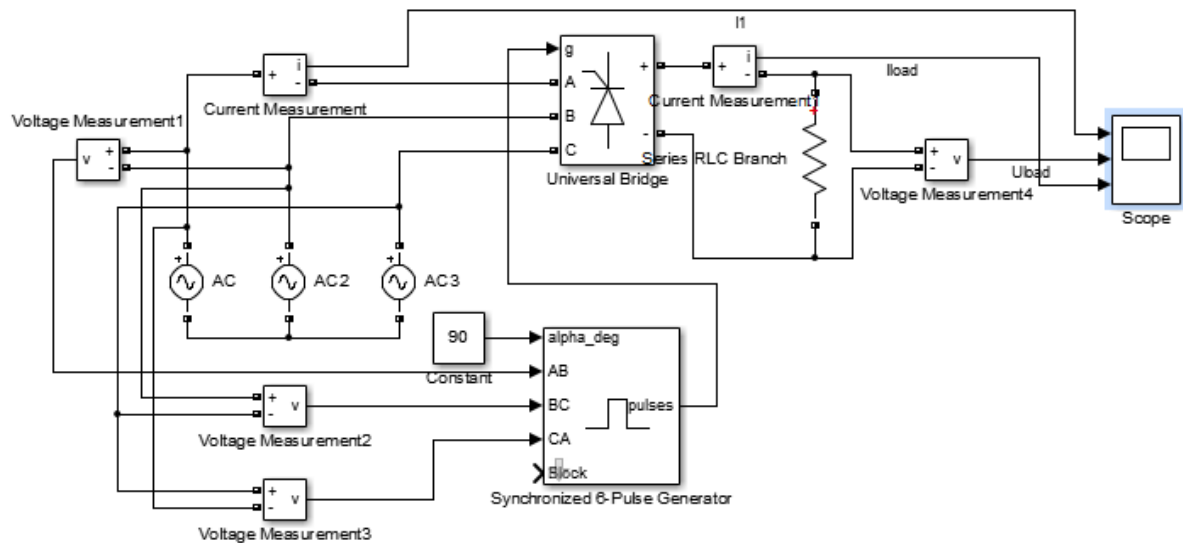 I1
i
+
-
Current Measurement
g
A
B
C
+
-
Universal Bridge
i
+
-
Current Measurement1
Iload
Voltage Measurement1
v
+
-
Series RLC Branch
+
+
-
v
Voltage Measurement4
Uload
Scope
+
AC
+
AC2
+
AC3
90
Constant
alpha_deg
AB
BC
CA
Block
pulses
Synchronized 6-Pulse Generator
+
-
v
Voltage Measurement2
+
-
v
Voltage Measurement3